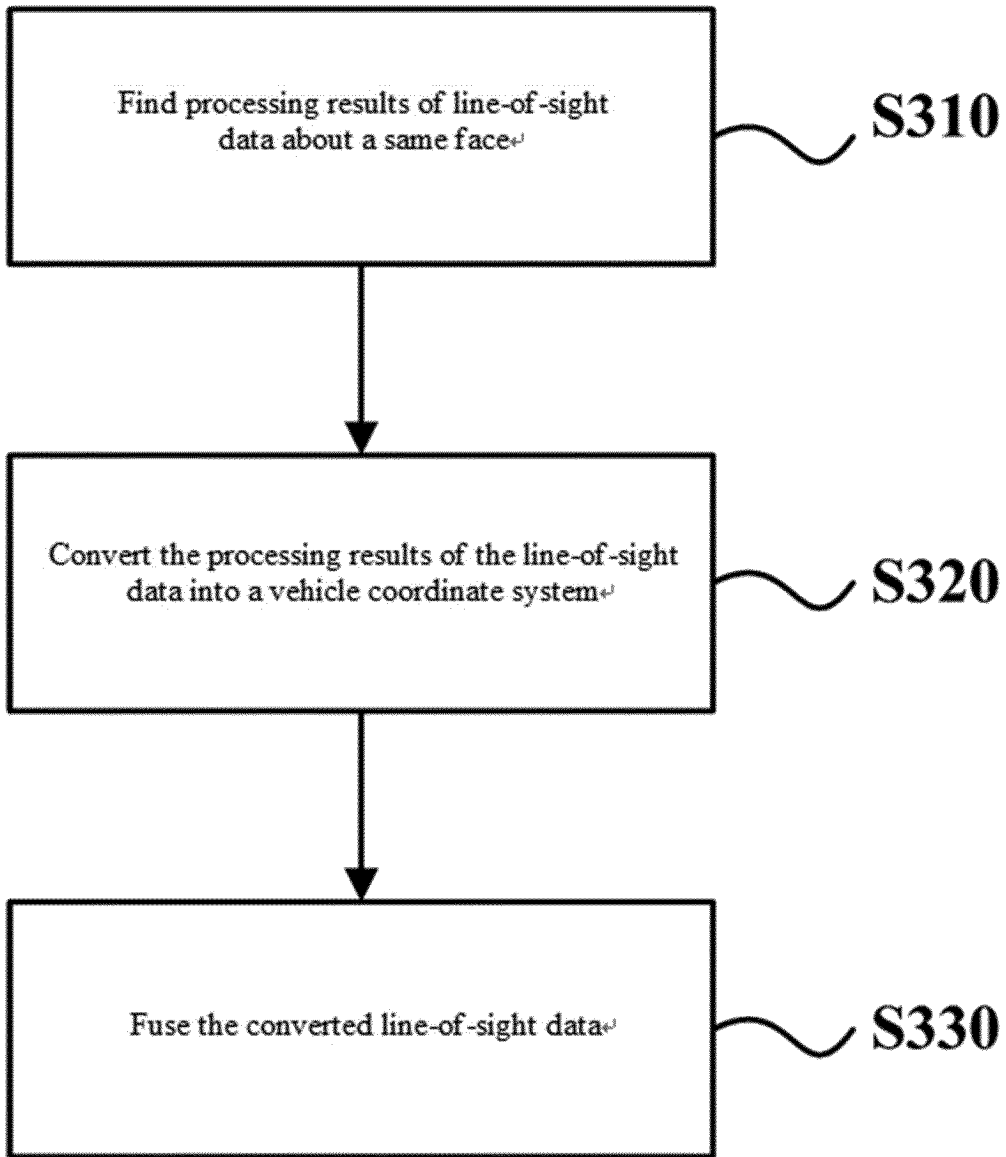 Find processing results of line-of-sight
data about a same face↵
S310
Convert the processing results of the line-of-sight
data into a vehicle coordinate system↵
S320
Fuse the converted line-of-sight data↵
S330